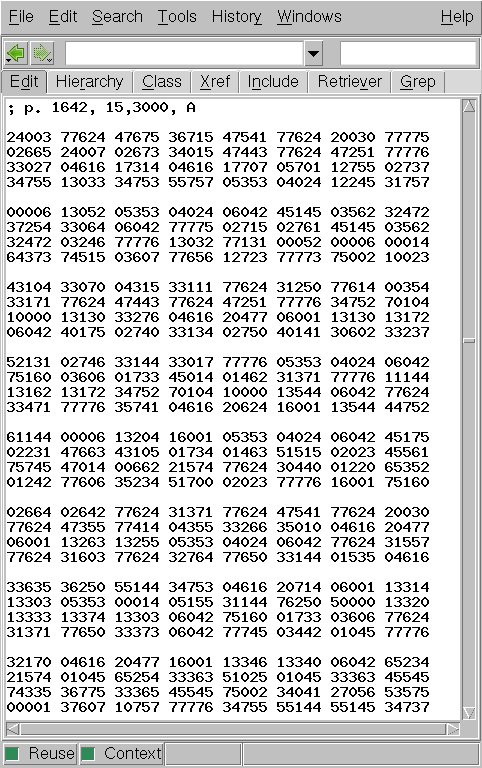 File Edit Search Tools History Windows Help
Edit Hierarchy Class Xref Include Retriever Grep
; p. 1642, 15,3000, A
24003 77624 47675 36715 47541 77624 20030 77775
02665 24007 02673 34015 47443 77624 47251 77776
33027 04616 17314 04616 17707 05701 12755 02737
34755 13033 34753 55757 05353 04024 12245 31757
00006 13052 05353 04024 06042 45145 03562 32472
37254 33064 06042 77775 02715 02761 45145 03562
32472 03246 77776 13032 77131 00052 00006 00014
64373 74515 03607 77656 12723 77773 75002 10023
43104 33070 04315 33111 77624 31250 77614 00354
33171 77624 47443 77624 47251 77776 34752 70104
10000 13130 33276 04616 20477 06001 13130 13172
06042 40175 02740 33134 02750 40141 30602 33237
52131 02746 33144 33017 77776 05353 04024 06042
75160 03606 01733 45014 01462 31371 77776 11144
13162 13172 34752 70104 10000 13544 06042 77624
33471 77776 35741 04616 20624 16001 13544 44752
61144 00006 13204 16001 05353 04024 06042 45175
02231 47663 43105 01734 01463 51515 02023 45561
75745 47014 00662 21574 77624 30440 01220 65352
01242 77606 35234 51700 02023 77776 16001 75160
02664 02642 77624 31371 77624 47541 77624 20030
77624 47355 77414 04355 33266 35010 04616 20477
06001 13263 13255 05353 04024 06042 77624 31557
77624 31603 77624 32764 77650 33144 01535 04616
33635 36250 55144 34753 04616 20714 06001 13314
13303 05353 00014 05155 31144 76250 50000 13320
13333 13374 13303 06042 75160 01733 03606 77624
31371 77650 33373 06042 77745 03442 01045 77776
32170 04616 20477 16001 13346 13340 06042 65234
21574 01045 65254 33363 51025 01045 33363 45545
74335 36775 33365 45545 75002 34041 27056 53575
00001 37607 10757 77776 34755 55144 55145 34737
Reuse Context